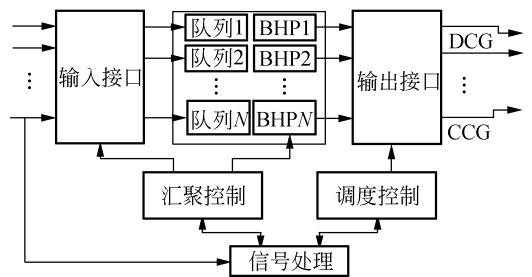 队列1 BHP1
DCG
输入接口
队列2 BHP2
输出接口
⋮ ⋮ ⋮ ⋮
队列N BHPN
CCG
汇聚控制
调度控制
信号处理